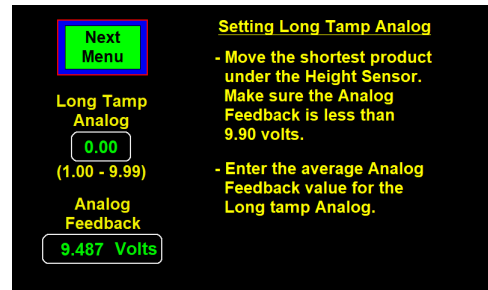 Next
Menu
Long Tamp
Analog
0.00
(1.00 - 9.99)
Analog
Feedback
9.487 Volts
Setting Long Tamp Analog
- Move the shortest product
under the Height Sensor.
Make sure the Analog
Feedback is less than
9.90 volts.
- Enter the average Analog
Feedback value for the
Long tamp Analog.